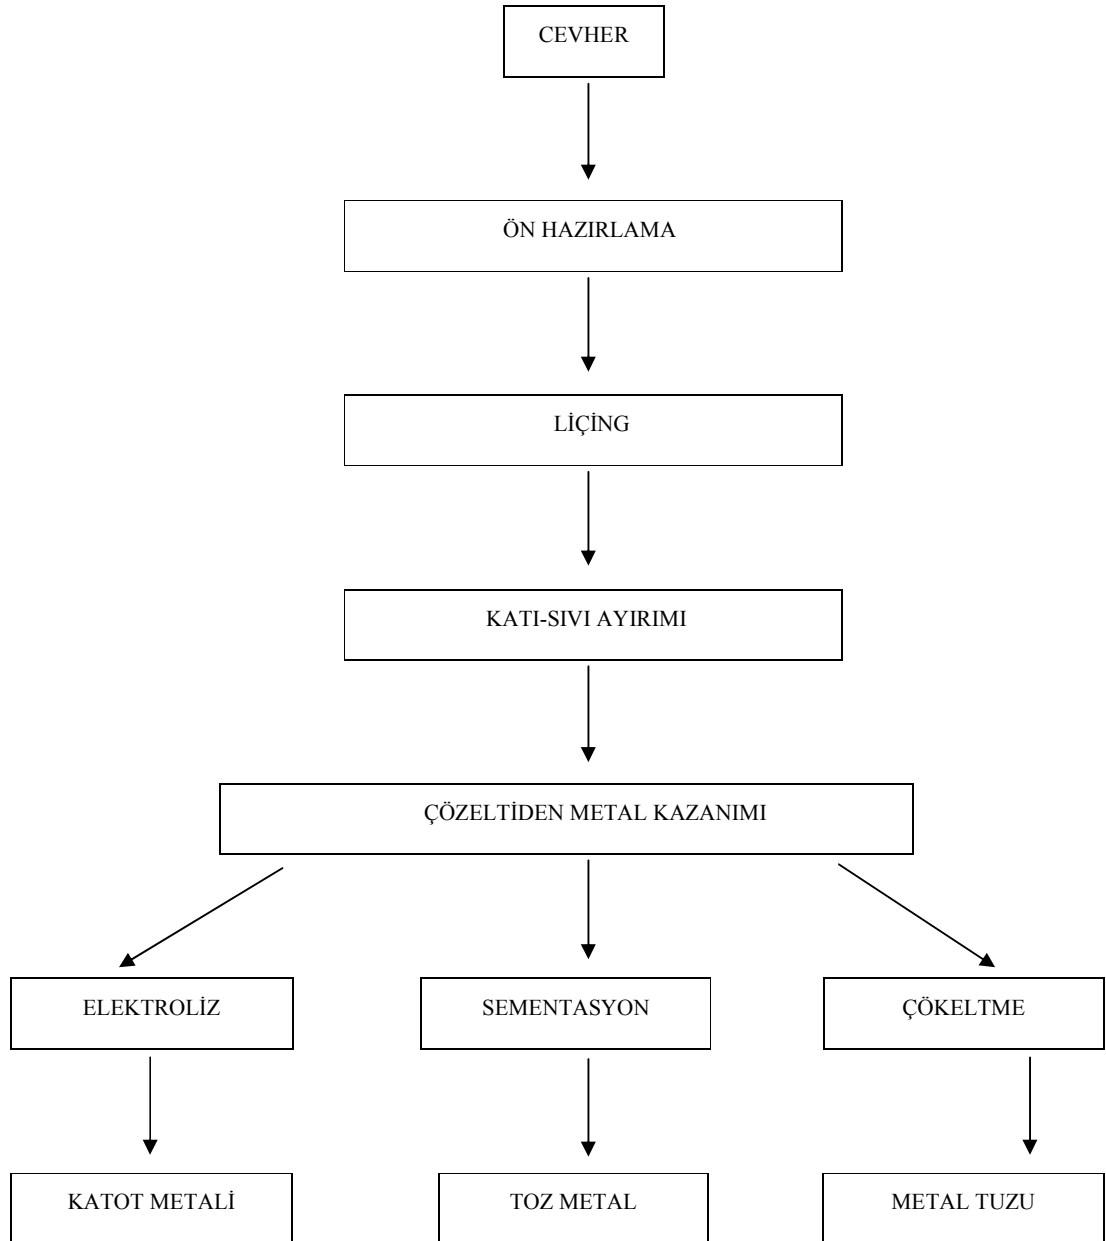 CEVHER
ÖN HAZIRLAMA
LİÇİNG
KATI-SIVI AYIRIMI
ÇÖZELTİDEN METAL KAZANIMI
ELEKTROLİZ
SEMENTASYON
ÇÖKELTME
KATOT METALİ
TOZ METAL
METAL TUZU